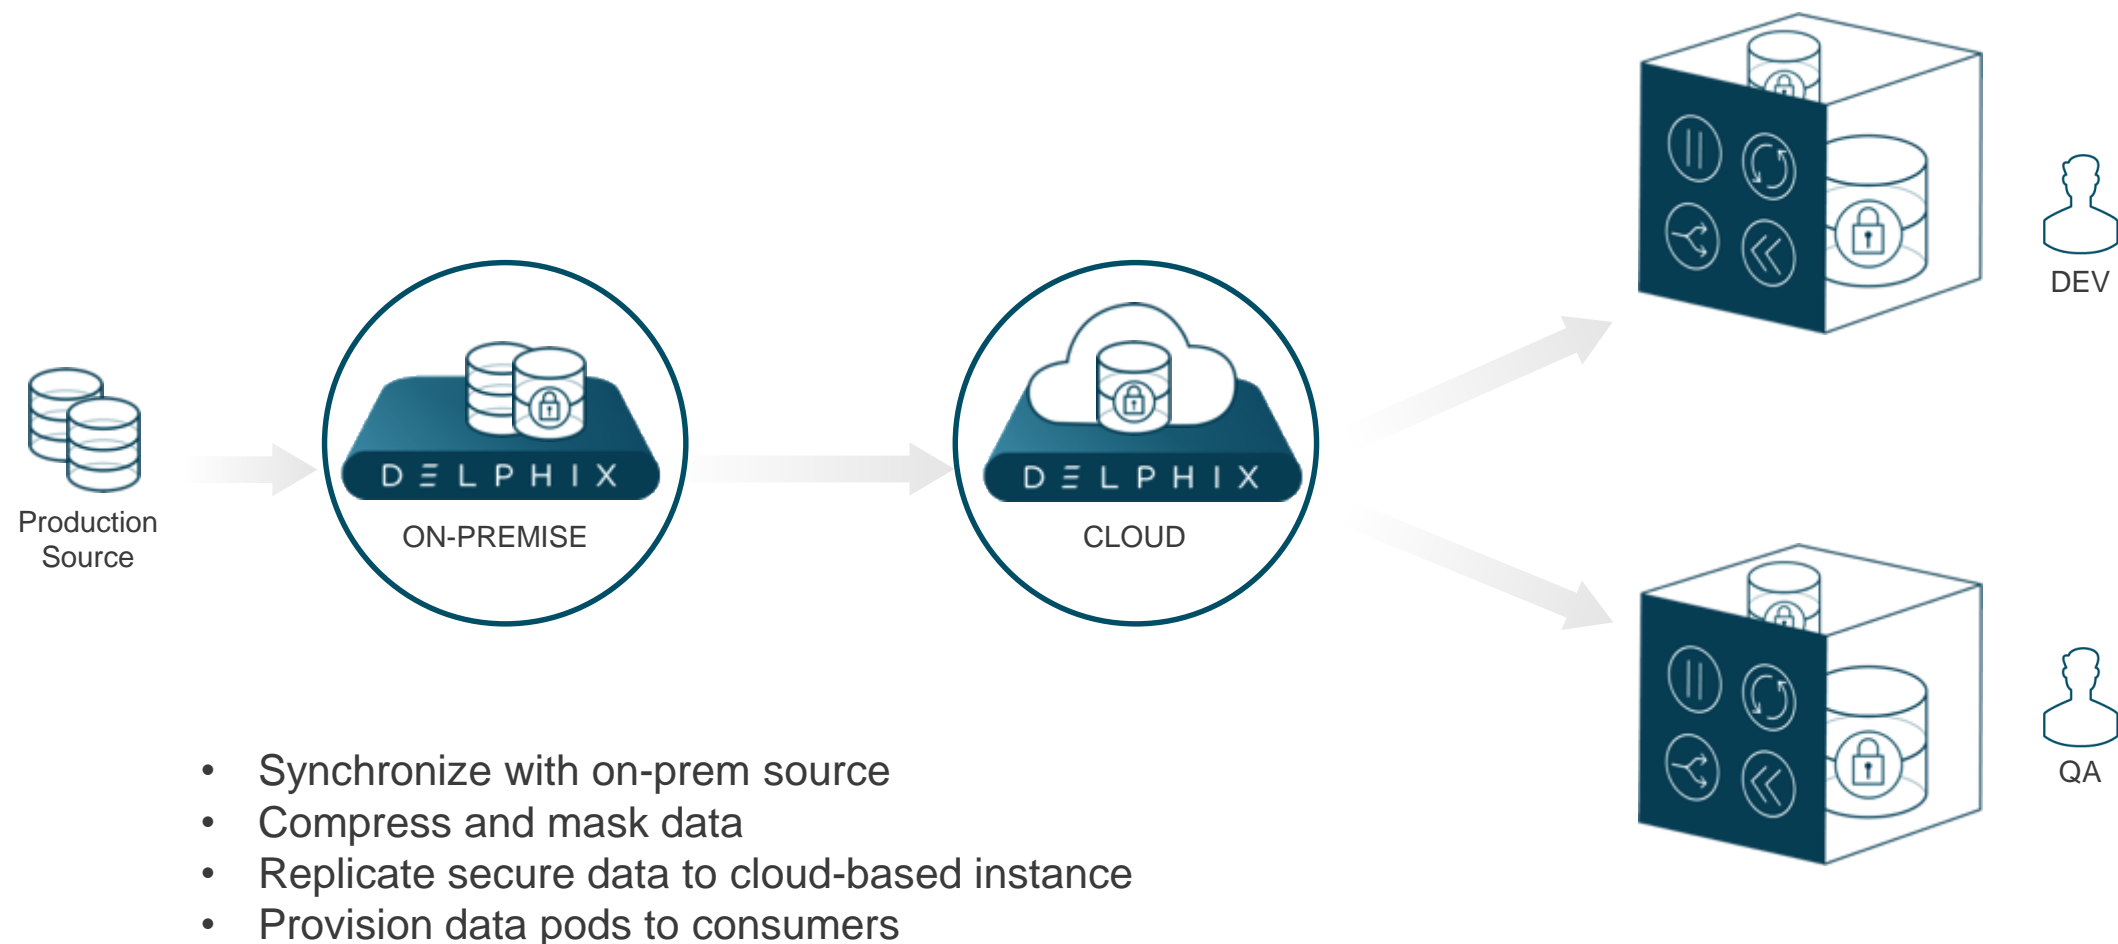 Production
Source
DELPHIX
ON-PREMISE
DELPHIX
CLOUD
DEV
QA
• Synchronize with on-prem source
• Compress and mask data
• Replicate secure data to cloud-based instance
• Provision data pods to consumers